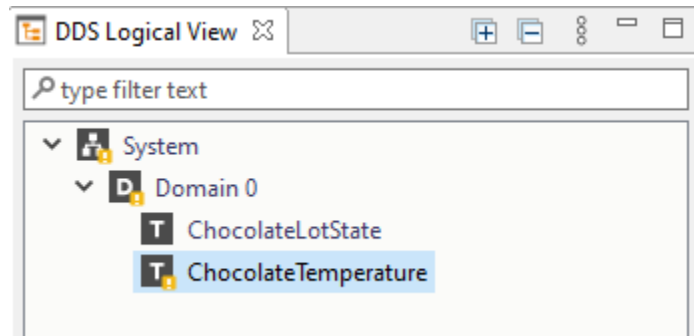 DDS Logical View
type filter text
System
D Domain 0
T ChocolateLotState
T ChocolateTemperature